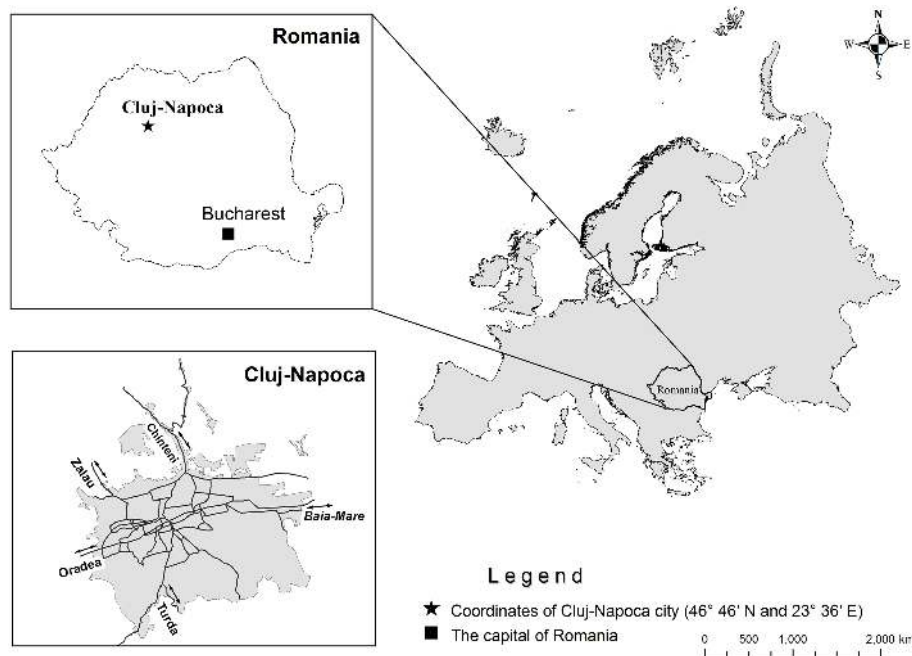 Romania
Cluj-Napoca
Bucharest
N
W E
S
Romania
Cluj-Napoca
Chinteni
Zalau
Baia-Mare
Oradea
Turda
Legend
Coordinates of Cluj-Napoca city (46° 46' N and 23° 36' E)
The capital of Romania
0 500 1,000 2,000 km